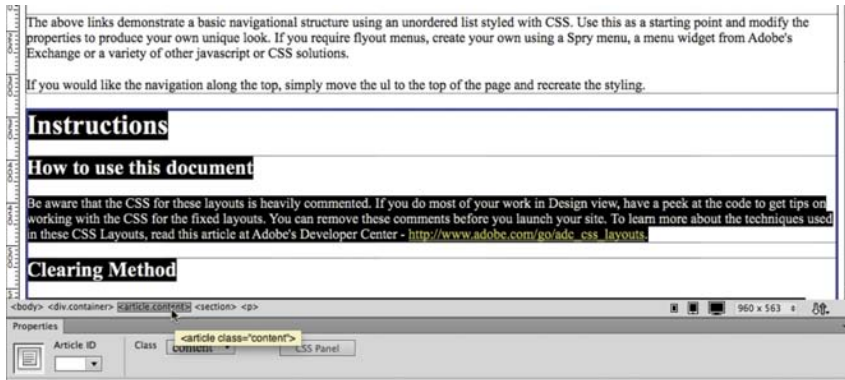 The above links demonstrate a basic navigational structure using an unordered list styled with CSS. Use this as a starting point and modify the
properties to produce your own unique look. If you require flyout menus, create your own using a Spry menu, a menu widget from Adobe's
Exchange or a variety of other javascript or CSS solutions.
If you would like the navigation along the top, simply move the ul to the top of the page and recreate the styling.
Instructions
How to use this document
Be aware that the CSS for these layouts is heavily commented. If you do most of your work in Design view, have a peek at the code to get tips on
working with the CSS for the fixed layouts. You can remove these comments before you launch your site. To learn more about the techniques used
in these CSS Layouts, read this article at Adobe's Developer Center - http://www.adobe.com/go/adc_css_layouts.
Clearing Method
<body> <div.container> <article.content> <section> <p>
960 x 563
Properties
<article class="content">
Article ID
Class
content
CSS Panel